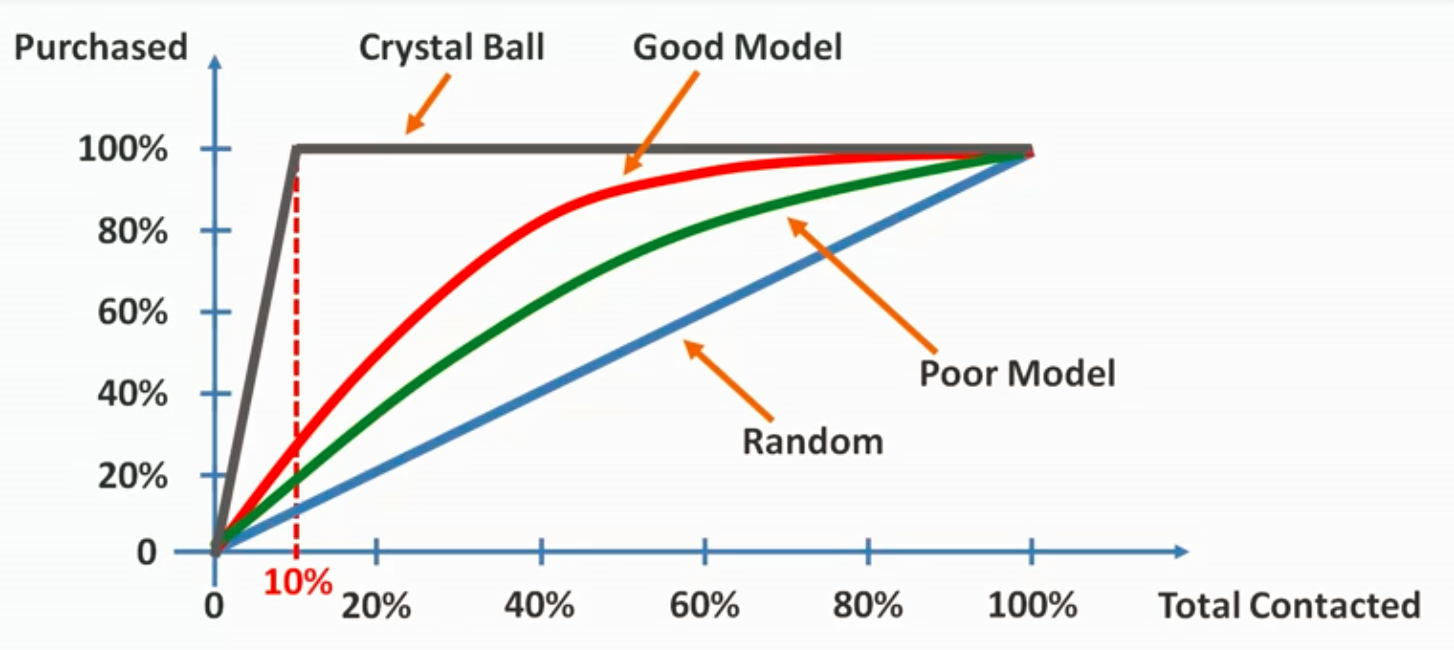 Purchased
Crystal Ball
Good Model
100%
80%
60%
40%
20%
0
Poor Model
Random
10%
0
20%
40%
60%
80%
100%
Total Contacted